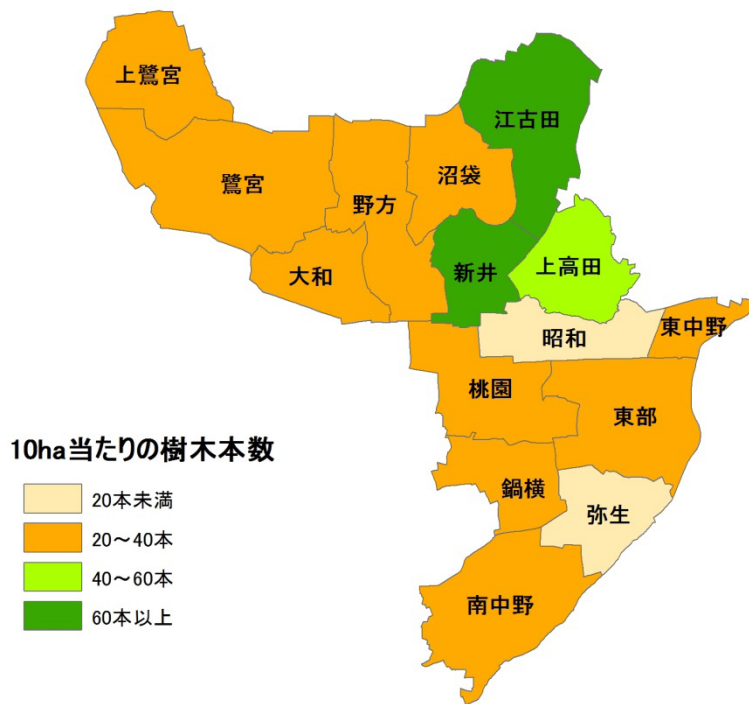 上鷺宮
江古田
鷺宮
沼袋
野方
大和
新井
上高田
昭和
東中野
桃園
東部
鍋横
弥生
南中野
10ha当たりの樹木本数
20本未満
20～40本
40～60本
60本以上